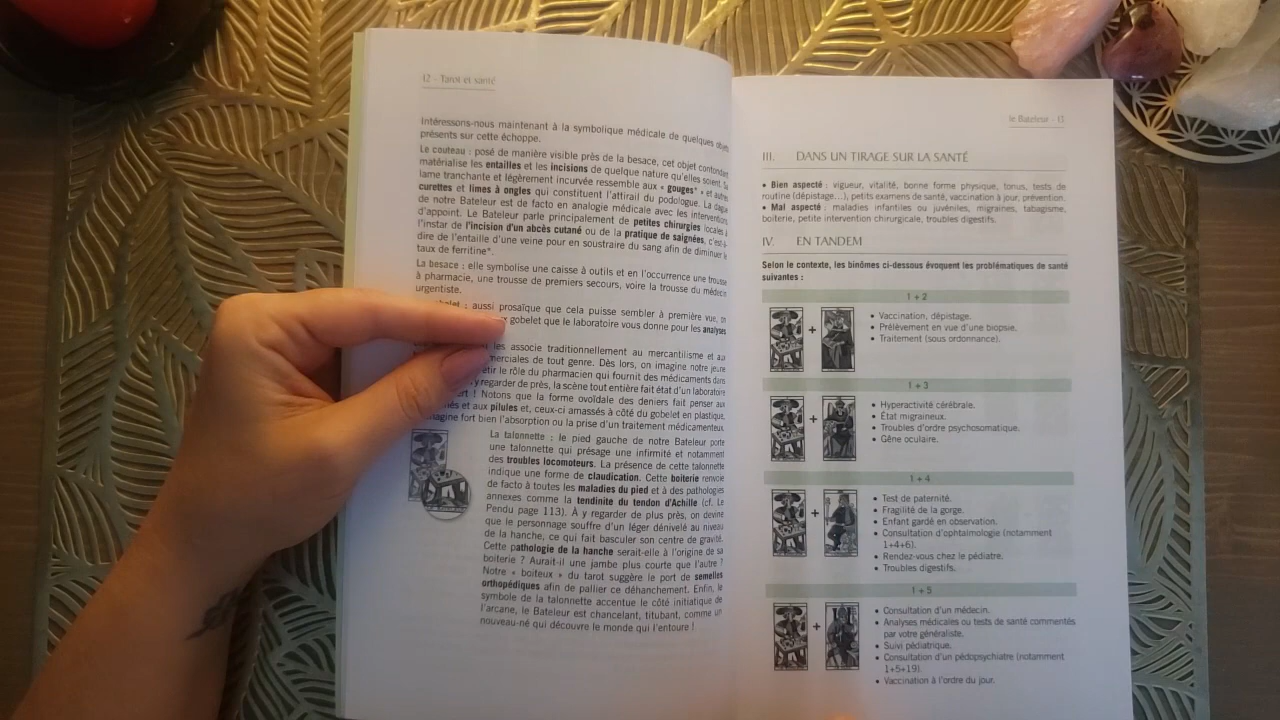 12 - Tarot et santé
Intéressons-nous maintenant à la symbolique médicale de quelques objets
présents sur cette échoppe.
Le couteau : posé de manière visible près de la besace, cet objet contondant
matérialise les entailles et les incisions de quelque nature qu'elles soient. Sa
lame tranchante et légèrement incurvée ressemble aux « gouges* » et autres
curettes et limes à ongles qui constituent l'attirail du podologue. La dague
de notre Bateleur est de facto en analogie médicale avec les interventions
d'appoint. Le Bateleur parle principalement de petites chirurgies locales à
l'instar de l'incision d'un abcès cutané ou de la pratique de saignées, c'est-à-
dire de l'entaille d'une veine pour en soustraire du sang afin de diminuer le
taux de ferritine*.
La besace : elle symbolise une caisse à outils et en l'occurrence une trousse
à pharmacie, une trousse de premiers secours, voire la trousse du médecin
urgentiste.
: aussi prosaïque que cela puisse sembler à première vue, on
gobelet que le laboratoire vous donne pour les analyses
les associe traditionnellement au mercantilisme et aux
de tout genre. Dès lors, on imagine notre jeune
le rôle du pharmacien qui fournit des médicaments dans
y regarder de près, la scène tout entière fait état d'un laboratoire
! Notons que la forme ovoïdale des deniers fait penser aux
et aux pilules et, ceux-ci amassés à côté du gobelet en plastique,
fort bien l'absorption ou la prise d'un traitement médicamenteux.
La talonnette : le pied gauche de notre Bateleur porte
une talonnette qui présage une infirmité et notamment
des troubles locomoteurs. La présence de cette talonnette
indique une forme de claudication. Cette boiterie renvoie
de facto à toutes les maladies du pied et à des pathologies
annexes comme la tendinite du tendon d'Achille (cf. Le
Pendu page 113). À y regarder de plus près, on devine
que le personnage souffre d'un léger dénivelé au niveau
de la hanche, ce qui fait basculer son centre de gravité.
Cette pathologie de la hanche serait-elle à l'origine de sa
boiterie ? Aurait-il une jambe plus courte que l'autre ?
Notre « boiteux » du tarot suggère le port de semelles
orthopédiques afin de pallier ce déhanchement. Enfin, le
symbole de la talonnette accentue le côté initiatique de
l'arcane, le Bateleur est chancelant, titubant, comme un
nouveau-né qui découvre le monde qui l'entoure !
le Bateleur - 13
III. DANS UN TIRAGE SUR LA SANTÉ
• Bien aspecté : vigueur, vitalité, bonne forme physique, tonus, tests de
routine (dépistage...), petits examens de santé, vaccination à jour, prévention.
• Mal aspecté : maladies infantiles ou juvéniles, migraines, tabagisme,
boiterie, petite intervention chirurgicale, troubles digestifs.
IV. EN TANDEM
Selon le contexte, les binômes ci-dessous évoquent les problématiques de santé
suivantes :
1 + 2
+
• Vaccination, dépistage.
• Prélèvement en vue d'une biopsie.
• Traitement (sous ordonnance).
1 + 3
+
• Hyperactivité cérébrale.
• État migraineux.
• Troubles d'ordre psychosomatique.
• Gêne oculaire.
1 + 4
+
• Test de paternité.
• Fragilité de la gorge.
• Enfant gardé en observation.
• Consultation d'ophtalmologie (notamment
1+4+6).
• Rendez-vous chez le pédiatre.
• Troubles digestifs.
1 + 5
+
• Consultation d'un médecin.
• Analyses médicales ou tests de santé commentés
par votre généraliste.
• Suivi pédiatrique.
• Consultation d'un pédopsychiatre (notamment
1+5+19).
• Vaccination à l'ordre du jour.